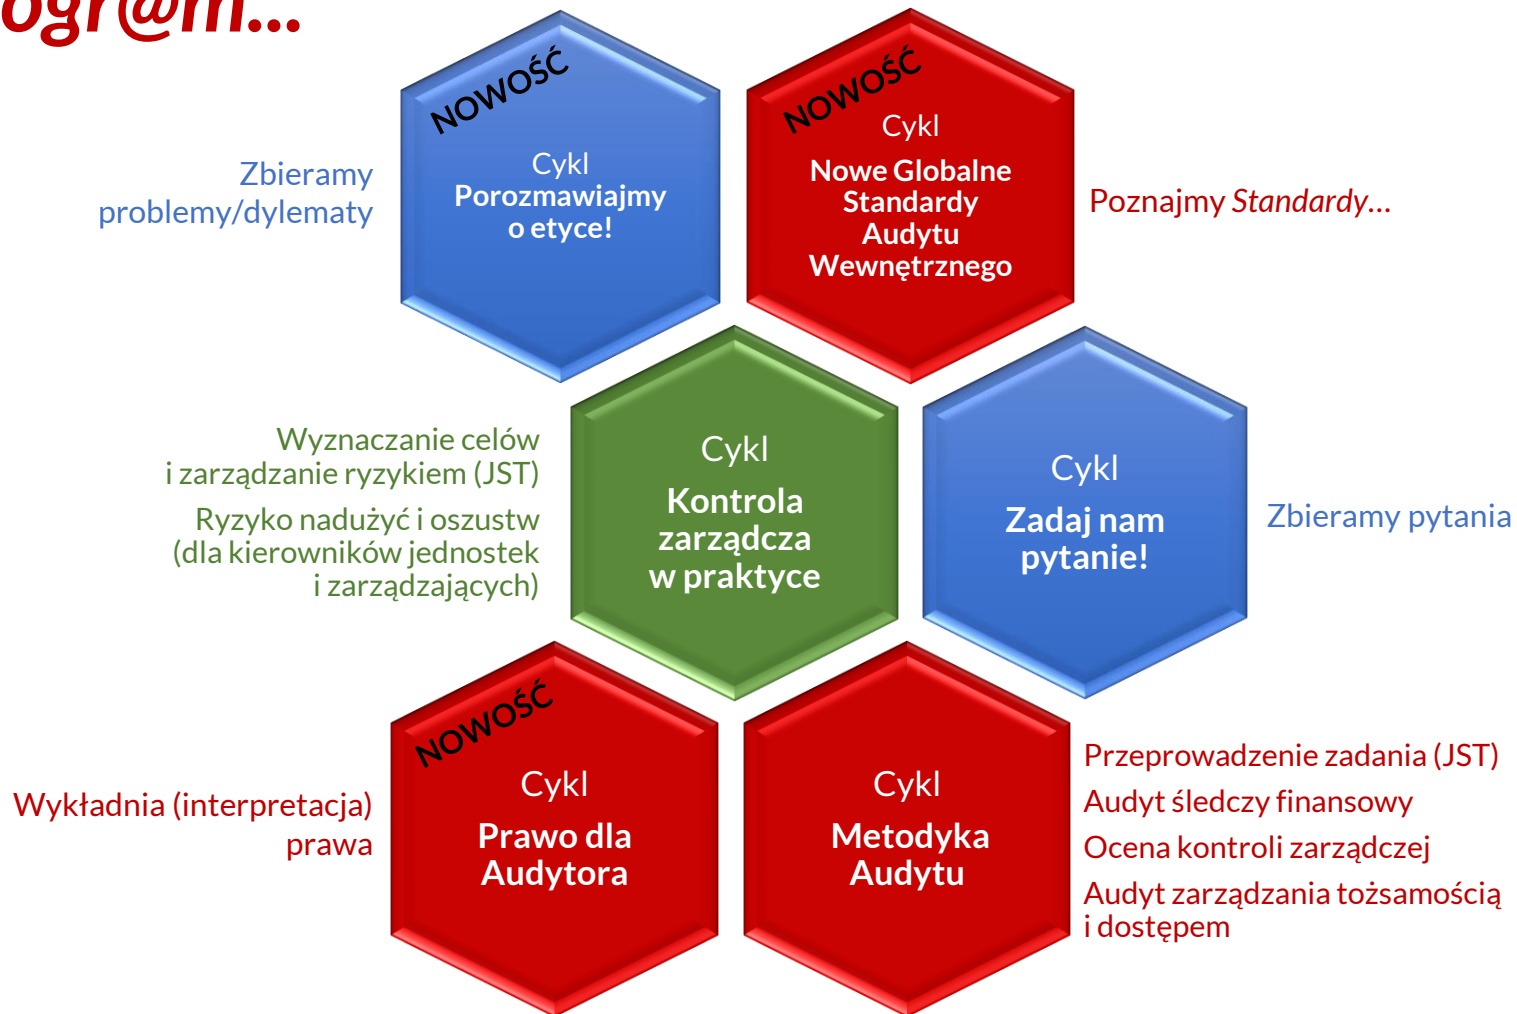 ogr@m...
NOWOŚĆ
Cykl
Porozmawiajmy
o etyce!
Zbieramy
problemy/dylematy
NOWOŚĆ
Cykl
Nowe Globalne
Standardy
Audytu
Wewnętrznego
Poznajmy Standardy...
Wyznaczanie celów
i zarządzanie ryzykiem (JST)
Ryzyko nadużyć i oszustw
(dla kierowników jednostek
i zarządzających)
Cykl
Kontrola
zarządcza
w praktyce
Cykl
Zadaj nam
pytanie!
Zbieramy pytania
Wykładnia (interpretacja)
prawa
NOWOŚĆ
Cykl
Prawo dla
Audytora
Cykl
Metodyka
Audytu
Przeprowadzenie zadania (JST)
Audyt śledczy finansowy
Ocena kontroli zarządczej
Audyt zarządzania tożsamością
i dostępem